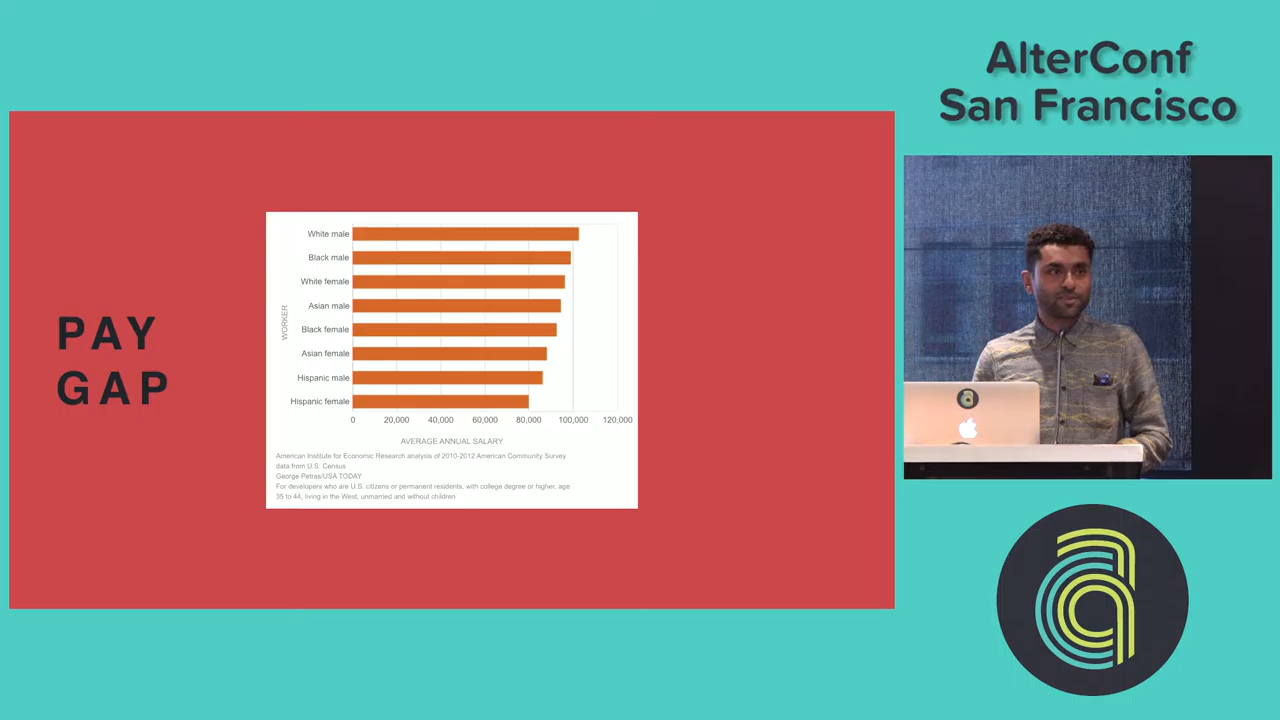 AlterConf
San Francisco
PAY
GAP
WORKER
White male
Black male
White female
Asian male
Black female
Asian female
Hispanic male
Hispanic female
0 20,000 40,000 60,000 80,000 100,000 120,000
AVERAGE ANNUAL SALARY
American Institute for Economic Research analysis of 2010-2012 American Community Survey
data from U.S. Census
George Petras/USA TODAY
For developers who are U.S. citizens or permanent residents, with college degree or higher, age
35 to 44, living in the West, unmarried and without children